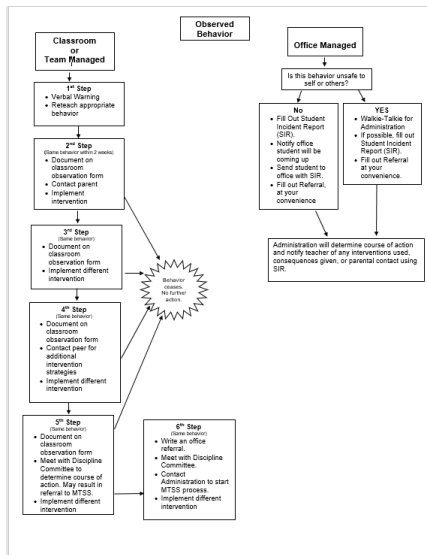 Observed
Behavior
Classroom
or
Team Managed
1st Step
• Verbal Warning
• Reteach appropriate
behavior
2nd Step
(Same behavior within 2 weeks)
• Document on
classroom
observation form
• Contact parent
• Implement
intervention
3rd Step
(Same behavior)
• Document on
classroom
observation form
• Implement different
intervention
4th Step
(Same behavior)
• Document on
classroom
observation form
• Contact peer for
additional
intervention
strategies
• Implement different
intervention
5th Step
(Same behavior)
• Document on
classroom
observation form
• Meet with Discipline
Committee to
determine course of
action. May result in
referral to MTSS.
• Implement different
intervention
6th Step
(Same behavior)
• Write an office
referral.
• Meet with Discipline
Committee.
• Contact
Administration to start
MTSS process.
• Implement different
intervention
Behavior
ceases.
No further
action.
Office Managed
Is this behavior unsafe to
self or others?
No
• Fill Out Student
Incident Report
(SIR).
• Notify office
student will be
coming up
• Send student to
office with SIR.
• Fill out Referral,
at your
convenience
YES
• Walkie-Talkie for
Administration
• If possible, fill out
Student Incident
Report (SIR).
• Fill out Referral at
your convenience.
Administration will determine course of action
and notify teacher of any interventions used,
consequences given, or parental contact using
SIR.